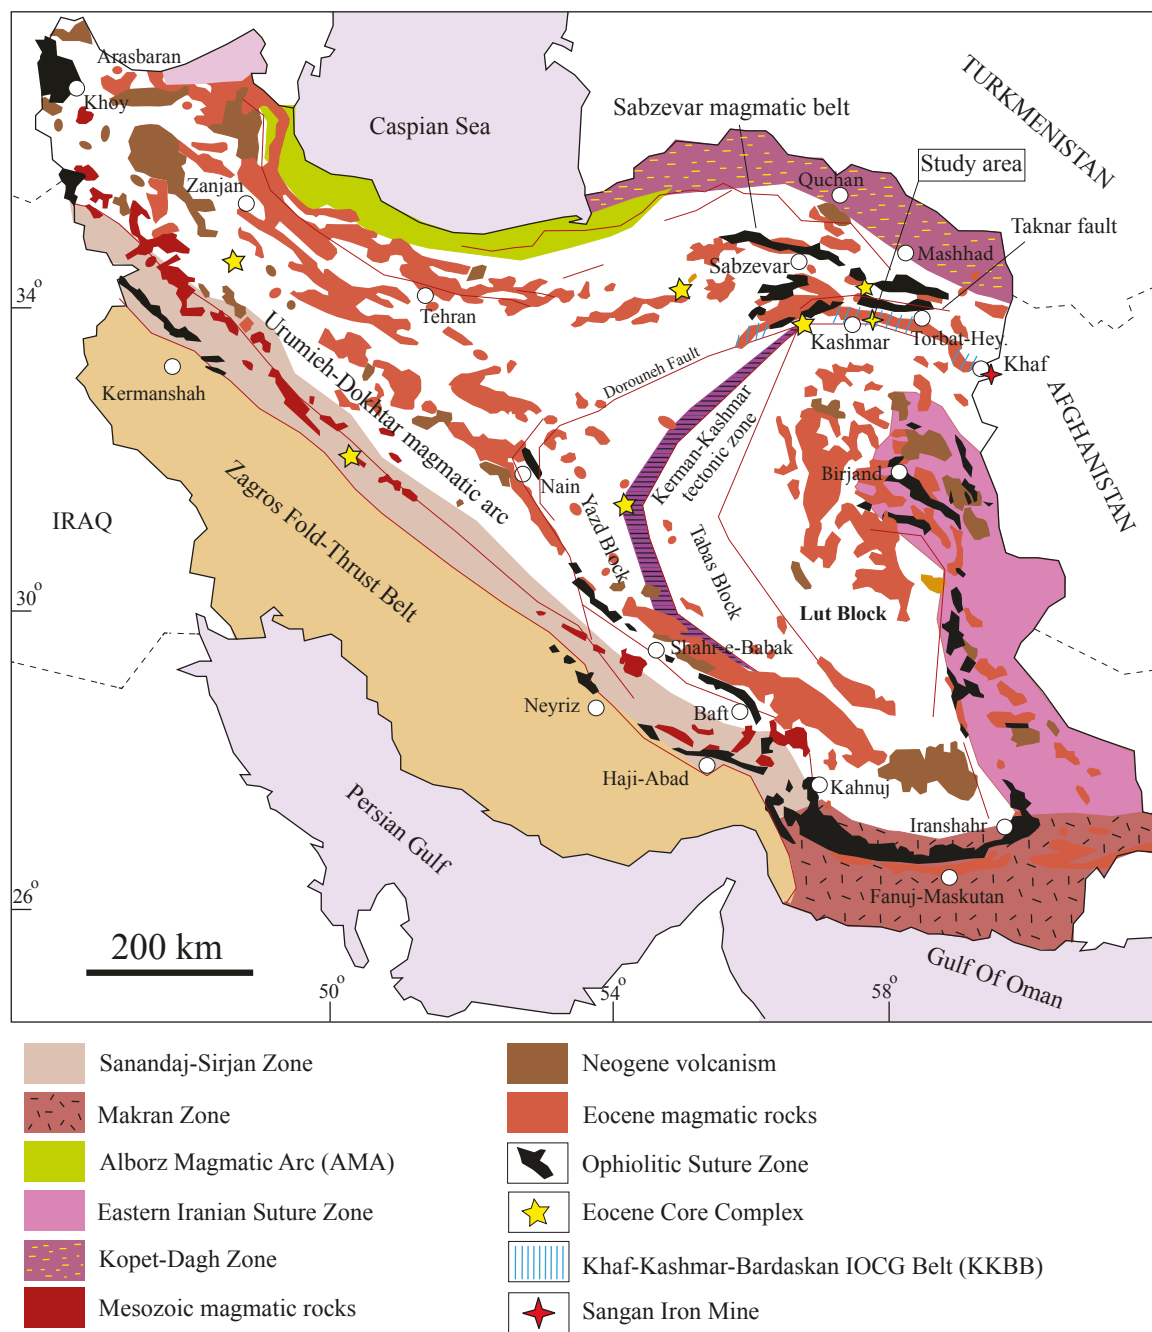 Arasbaran
Khoy
Caspian Sea
TURKMENISTAN
Sabzevar magmatic belt
Study area
Zanjan
Quchan
Taknar fault
Mashhad
Sabzevar
34°
Tehran
Kashmar
Torbat-Hey.
Khaf
Kermanshah
Dorouneh Fault
Urumieh-Dokhtar magmatic arc
AFGHANISTAN
Kerman-Kashmar
tectonic zone
Birjand
Nain
IRAQ
Zagros Fold-Thrust Belt
Yazd Block
Tabas Block
30°
Lut Block
Shahr-e-Babak
Neyriz
Baft
Haji-Abad
Kahnuj
Persian Gulf
Iranshahr
26°
Fanuj-Maskutan
200 km
Gulf Of Oman
50°
54°
58°
Sanandaj-Sirjan Zone
Makran Zone
Alborz Magmatic Arc (AMA)
Eastern Iranian Suture Zone
Kopet-Dagh Zone
Mesozoic magmatic rocks
Neogene volcanism
Eocene magmatic rocks
Ophiolitic Suture Zone
Eocene Core Complex
Khaf-Kashmar-Bardaskan IOCG Belt (KKBB)
Sangan Iron Mine